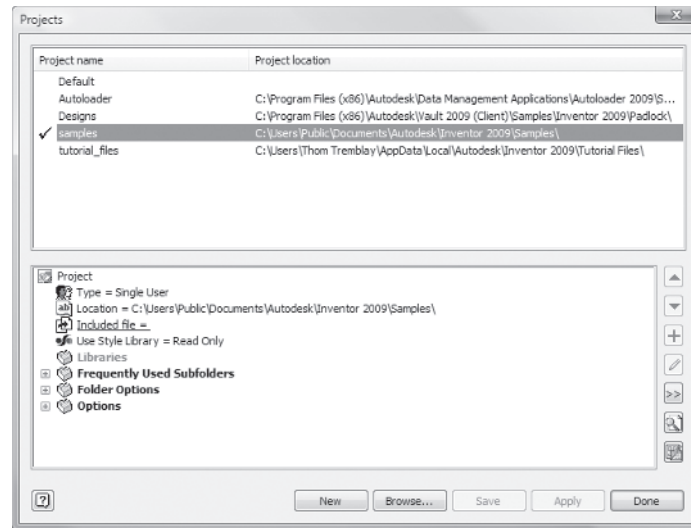 Projects
Project name Project location
Default
Autoloader C:\Program Files (x86)\Autodesk\Data Management Applications\Autoloader 2009\S...
Designs C:\Program Files (x86)\Autodesk\Vault 2009 (Client)\Samples\Inventor 2009\Padlock\
samples C:\Users\Public\Documents\Autodesk\Inventor 2009\Samples\
tutorial_files C:\Users\Thom Tremblay\AppData\Local\Autodesk\Inventor 2009\Tutorial Files\
Project
Type = Single User
Location = C:\Users\Public\Documents\Autodesk\Inventor 2009\Samples\
Included file =
Use Style Library = Read Only
Libraries
Frequently Used Subfolders
Folder Options
Options
>>
New Browse... Save Apply Done